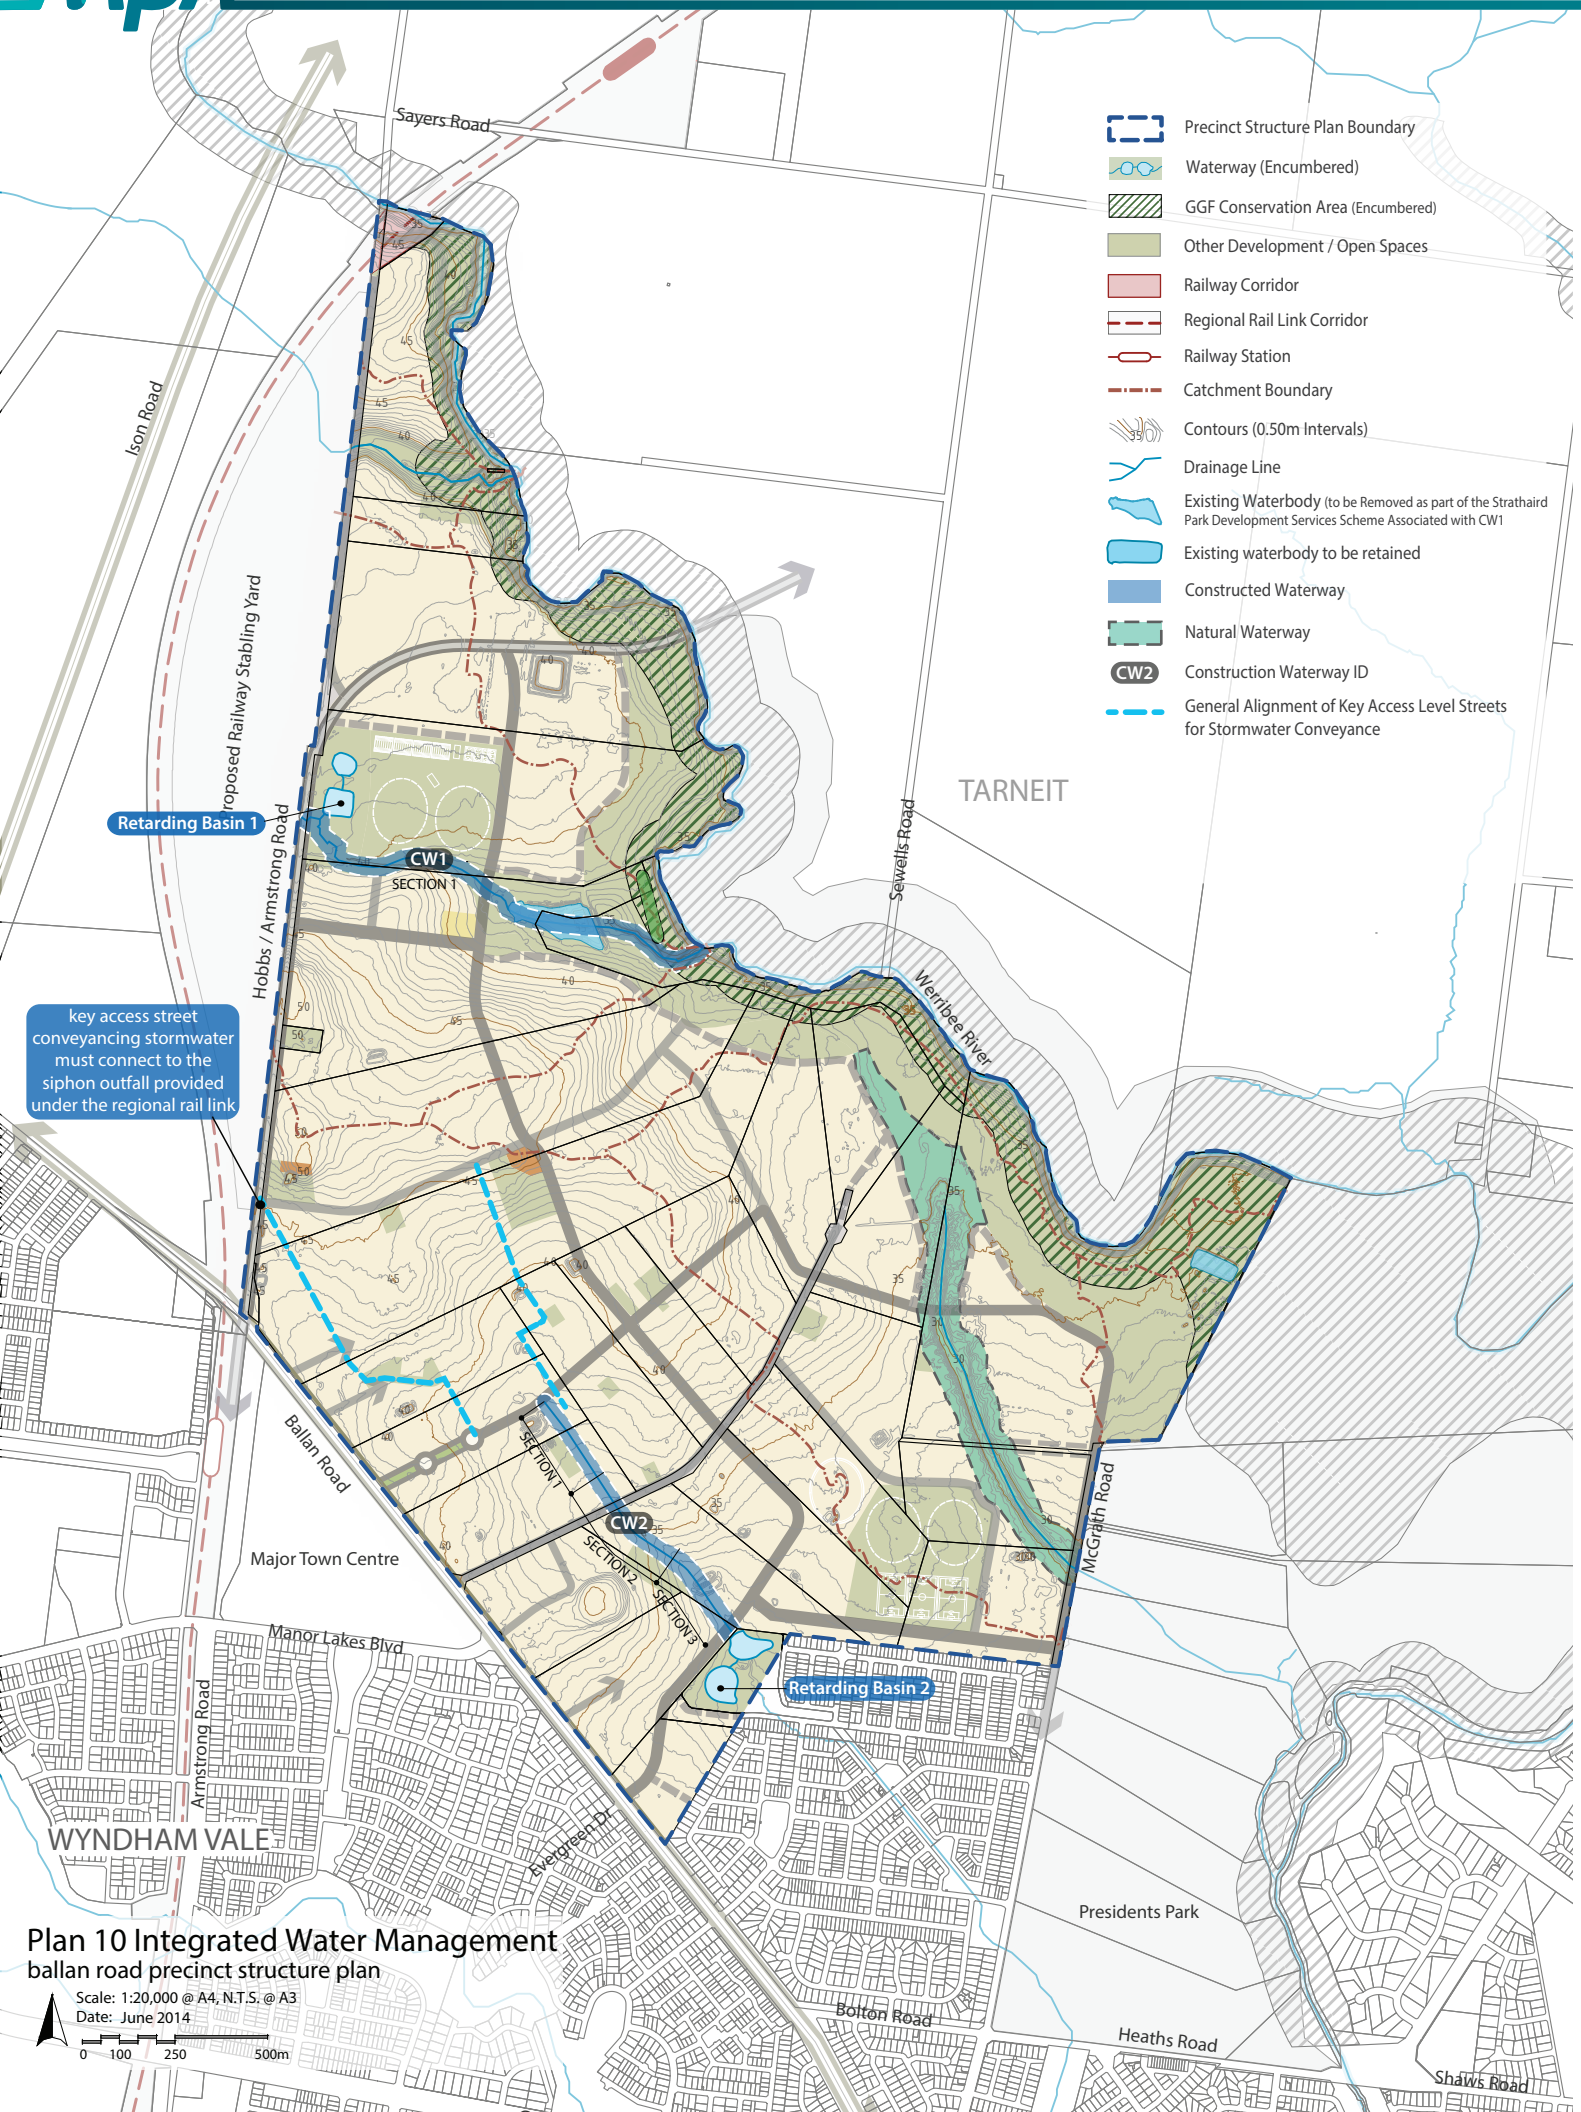 Sayers Road
Precinct Structure Plan Boundary
Waterway (Encumbered)
GGF Conservation Area (Encumbered)
Other Development / Open Spaces
Railway Corridor
Regional Rail Link Corridor
Railway Station
Catchment Boundary
35
Contours (0.50m Intervals)
Drainage Line
Existing Waterbody (to be Removed as part of the Strathaird
Park Development Services Scheme Associated with CW1
Existing waterbody to be retained
Constructed Waterway
Natural Waterway
CW2
Construction Waterway ID
General Alignment of Key Access Level Streets
for Stormwater Conveyance
Ison Road
Proposed Railway Stabling Yard
TARNEIT
Retarding Basin 1
Hobbs / Armstrong Road
CW1
SECTION 1
Sewells Road
Werribee River
key access street
conveyancing stormwater
must connect to the
siphon outfall provided
under the regional rail link
Ballan Road
SECTION 1
CW2
SECTION 2
SECTION 3
McGrath Road
Major Town Centre
Manor Lakes Blvd
Armstrong Road
Retarding Basin 2
WYNDHAM VALE
Evergreen Dr
Presidents Park
Bolton Road
Heaths Road
Shaws Road
Plan 10 Integrated Water Management
ballan road precinct structure plan
Scale: 1:20,000 @ A4, N.T.S. @ A3
Date: June 2014
0 100 250 500m